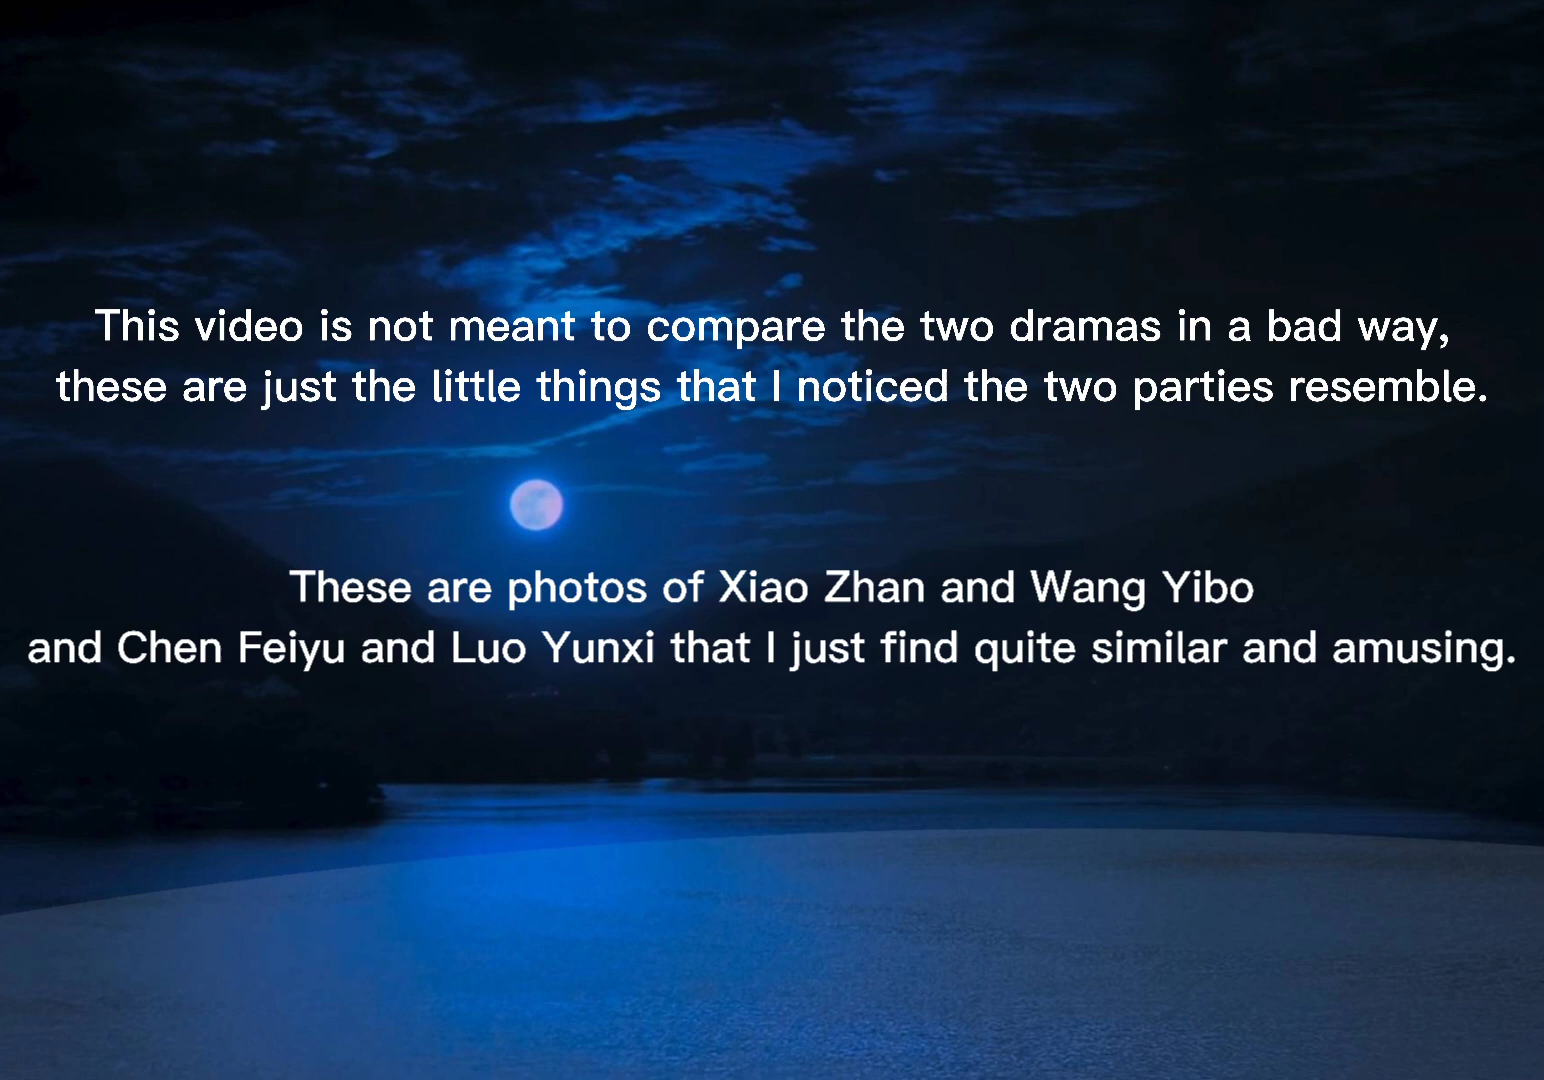 This video is not meant to compare the two dramas in a bad way,
these are just the little things that I noticed the two parties resemble.
These are photos of Xiao Zhan and Wang Yibo
and Chen Feiyu and Luo Yunxi that I just find quite similar and amusing.